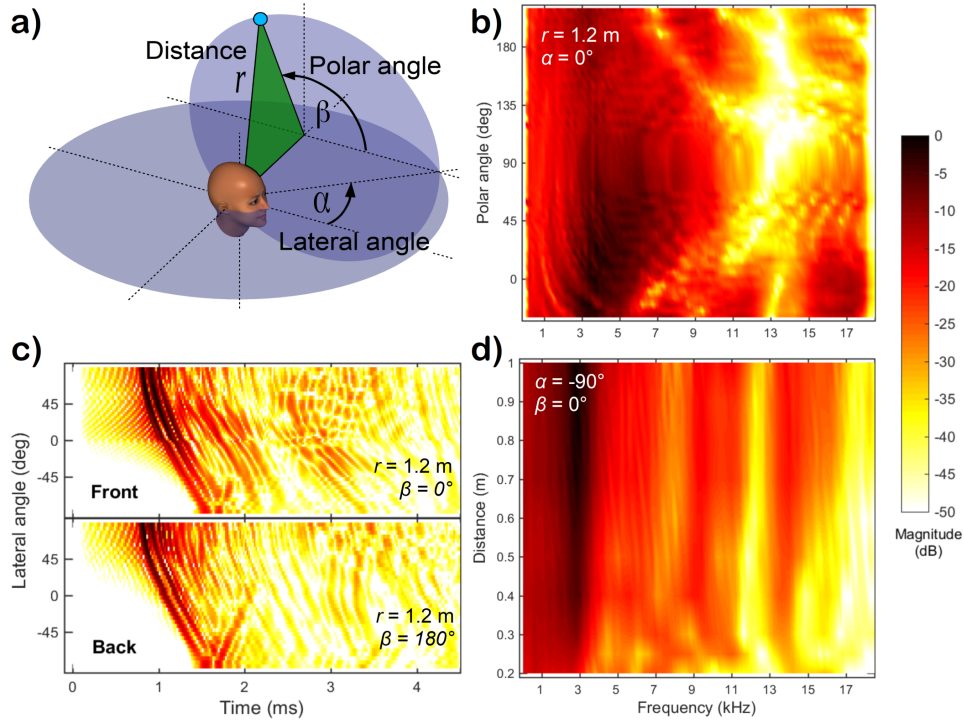 a)
Distance
r
Polar angle
β
α
Lateral angle
b)
r = 1.2 m
α = 0°
Polar angle (deg)
180
135
90
45
0
1 3 5 7 9 11 13 15 17
c)
Lateral angle (deg)
45
0
-45
Front
r = 1.2 m
β = 0°
45
0
-45
Back
r = 1.2 m
β = 180°
0 1 2 3 4
Time (ms)
d)
α = -90°
β = 0°
Distance (m)
1
0.9
0.8
0.7
0.6
0.5
0.4
0.3
0.2
1 3 5 7 9 11 13 15 17
Frequency (kHz)
0
-5
-10
-15
-20
-25
-30
-35
-40
-45
-50
Magnitude
(dB)